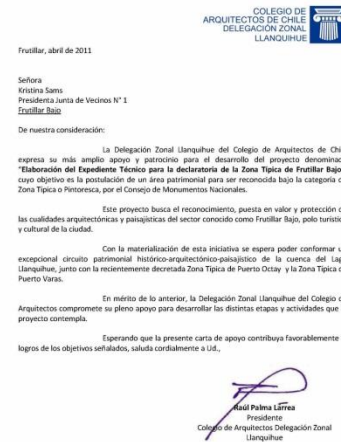 COLEGIO DE
ARQUITECTOS DE CHILE
DELEGACIÓN ZONAL
LLANQUIHUE
Frutillar, abril de 2011
Señora
Kristina Sams
Presidenta Junta de Vecinos N° 1
Frutillar Bajo
De nuestra consideración:
La Delegación Zonal Llanquihue del Colegio de Arquitectos de Chi
expresa su más amplio apoyo y patrocinio para el desarrollo del proyecto denominad
"Elaboración del Expediente Técnico para la declaratoria de la Zona Típica de Frutillar Bajo
cuyo objetivo es la postulación de un área patrimonial para ser reconocida bajo la categoría d
Zona Típica o Pintoresca, por el Consejo de Monumentos Nacionales.
Este proyecto busca el reconocimiento, puesta en valor y protección d
las cualidades arquitectónicas y paisajísticas del sector conocido como Frutillar Bajo, polo turístic
y cultural de la ciudad.
Con la materialización de esta iniciativa se espera poder conformar u
excepcional circuito patrimonial histórico-arquitectónico-paisajístico de la cuenca del Lag
Llanquihue, junto con la recientemente decretada Zona Típica de Puerto Octay y la Zona Típica d
Puerto Varas.
En mérito de lo anterior, la Delegación Zonal Llanquihue del Colegio d
Arquitectos compromete su pleno apoyo para desarrollar las distintas etapas y actividades que
proyecto contempla.
Esperando que la presente carta de apoyo contribuya favorablemente
logros de los objetivos señalados, saluda cordialmente a Ud.,
Raúl Palma Larrea
Presidente
Colegio de Arquitectos Delegación Zonal
Llanquihue